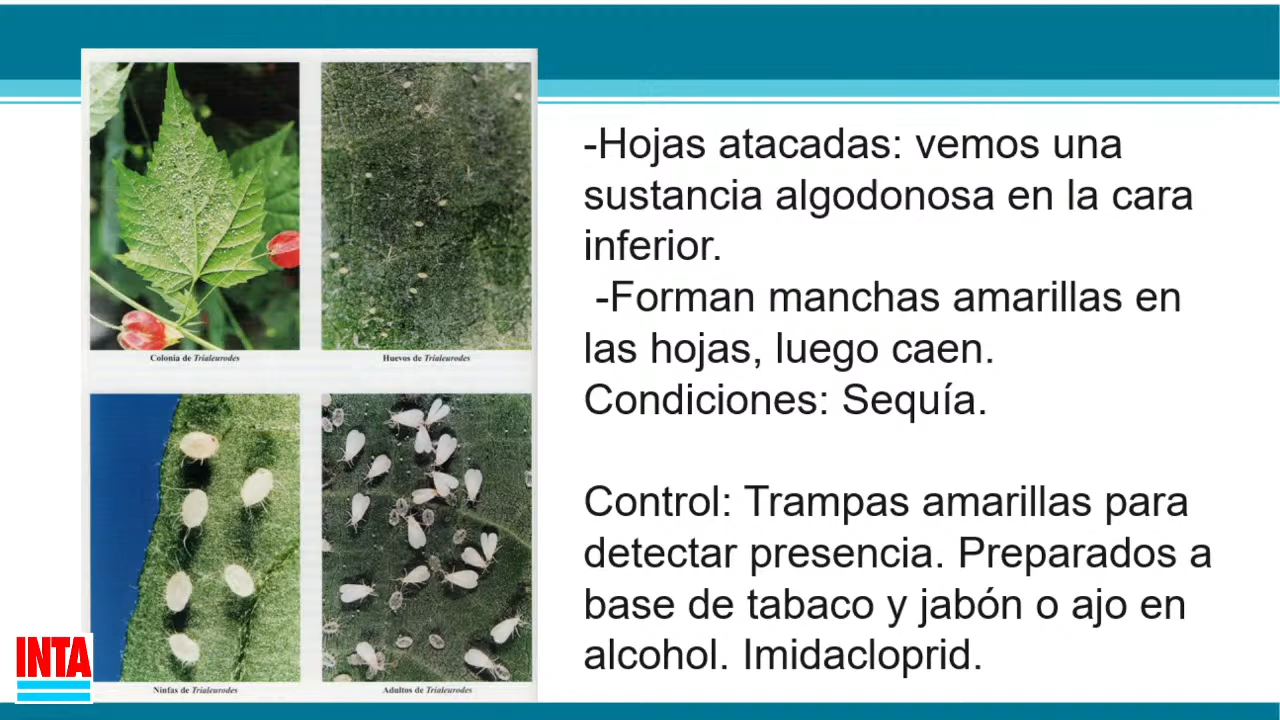 -Hojas atacadas: vemos una
sustancia algodonosa en la cara
inferior.
-Forman manchas amarillas en
las hojas, luego caen.
Condiciones: Sequía.
Control: Trampas amarillas para
detectar presencia. Preparados a
base de tabaco y jabón o ajo en
alcohol. Imidacloprid.
Colonia de Trialeurodes
Huevos de Trialeurodes
Ninfas de Trialeurodes
Adultos de Trialeurodes
INTA